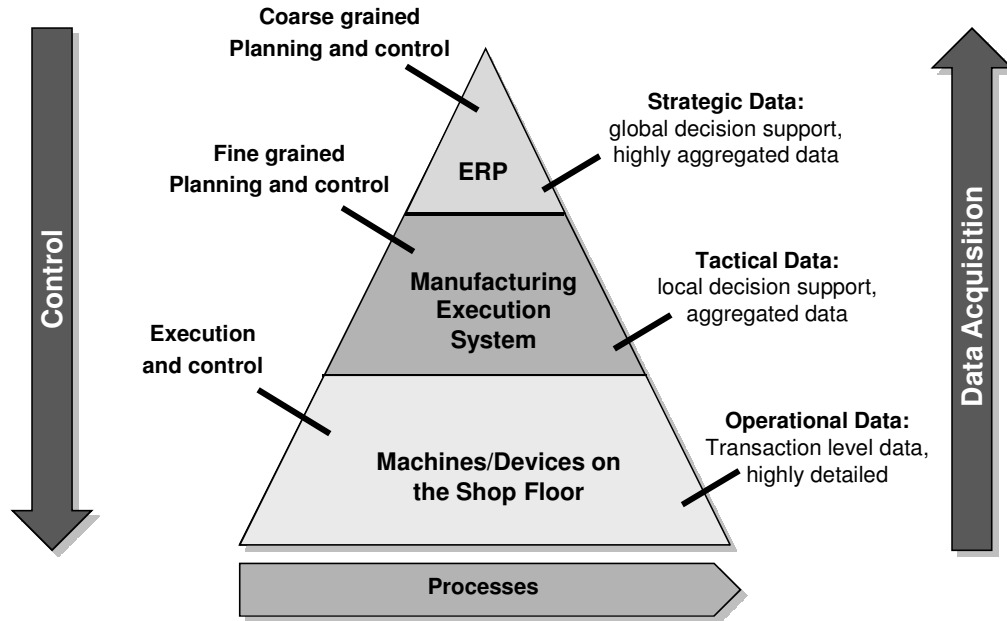 Coarse grained
Planning and control
Strategic Data:
global decision support,
highly aggregated data
Fine grained
Planning and control
ERP
Control
Data Acquisition
Manufacturing
Execution
System
Tactical Data:
local decision support,
aggregated data
Execution
and control
Machines/Devices on
the Shop Floor
Operational Data:
Transaction level data,
highly detailed
Processes